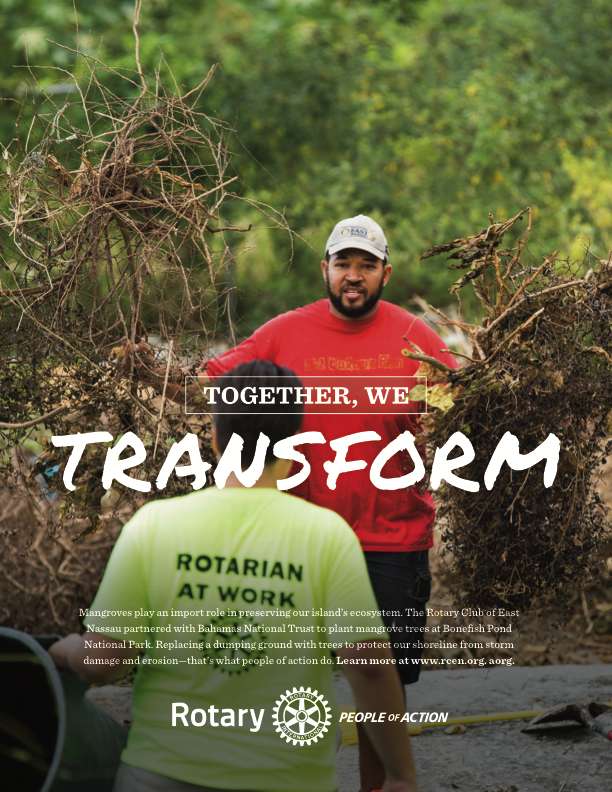 EAST
TOGETHER, WE
TRANSFORM
ROTARIAN
AT WORK
Mangroves play an import role in preserving our island's ecosystem. The Rotary Club of East
Nassau partnered with Bahamas National Trust to plant mangrove trees at Bonefish Pond
National Park. Replacing a dumping ground with trees to protect our shoreline from storm
damage and erosion—that's what people of action do. Learn more at www.rcen.org. aorg.
Rotary
ROTARY
INTERNATIONAL
PEOPLE OF ACTION